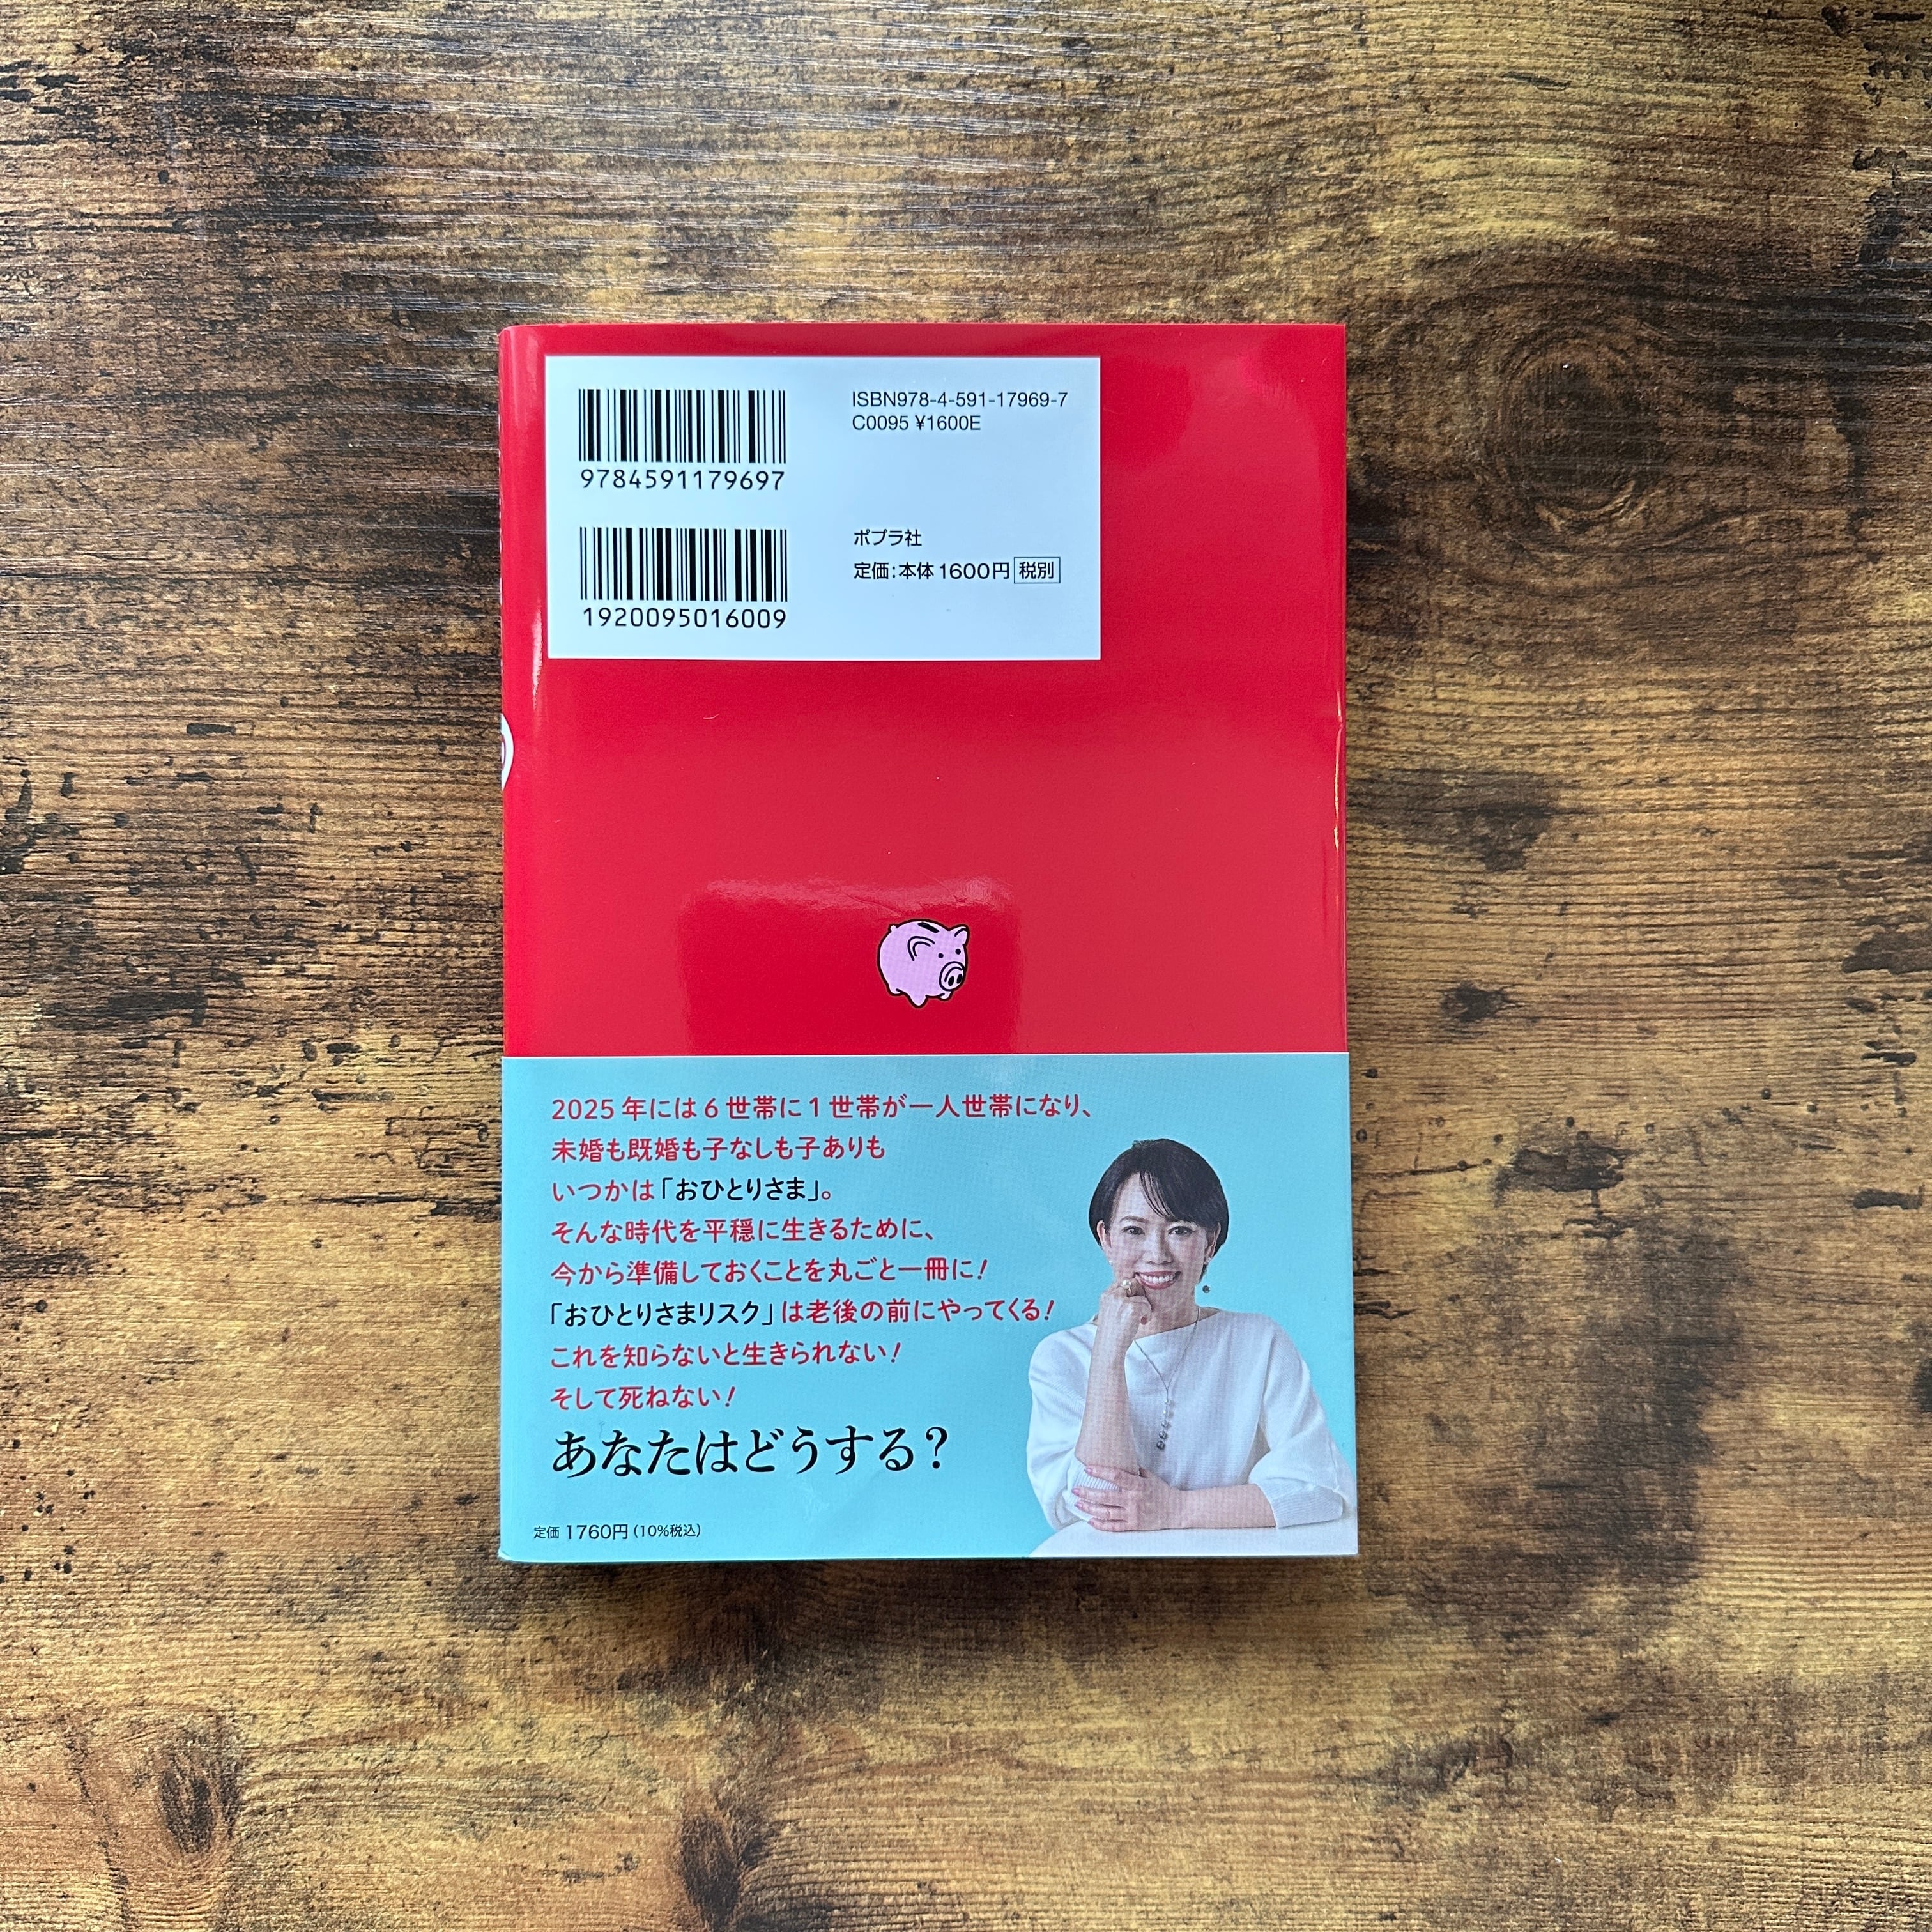 9784591179697
ISBN978-4-591-17969-7
C0095 ¥1600E
1920095016009
ポプラ社
定価:本体1600円 税別
2025年には6世帯に1世帯が一人世帯になり、
未婚も既婚も子なしも子ありも
いつかは「おひとりさま」。
そんな時代を平穏に生きるために、
今から準備しておくことを丸ごと一冊に!
「おひとりさまリスク」は老後の前にやってくる!
これを知らないと生きられない!
そして死ねない!
あなたはどうする?
定価 1760円(10%税込)